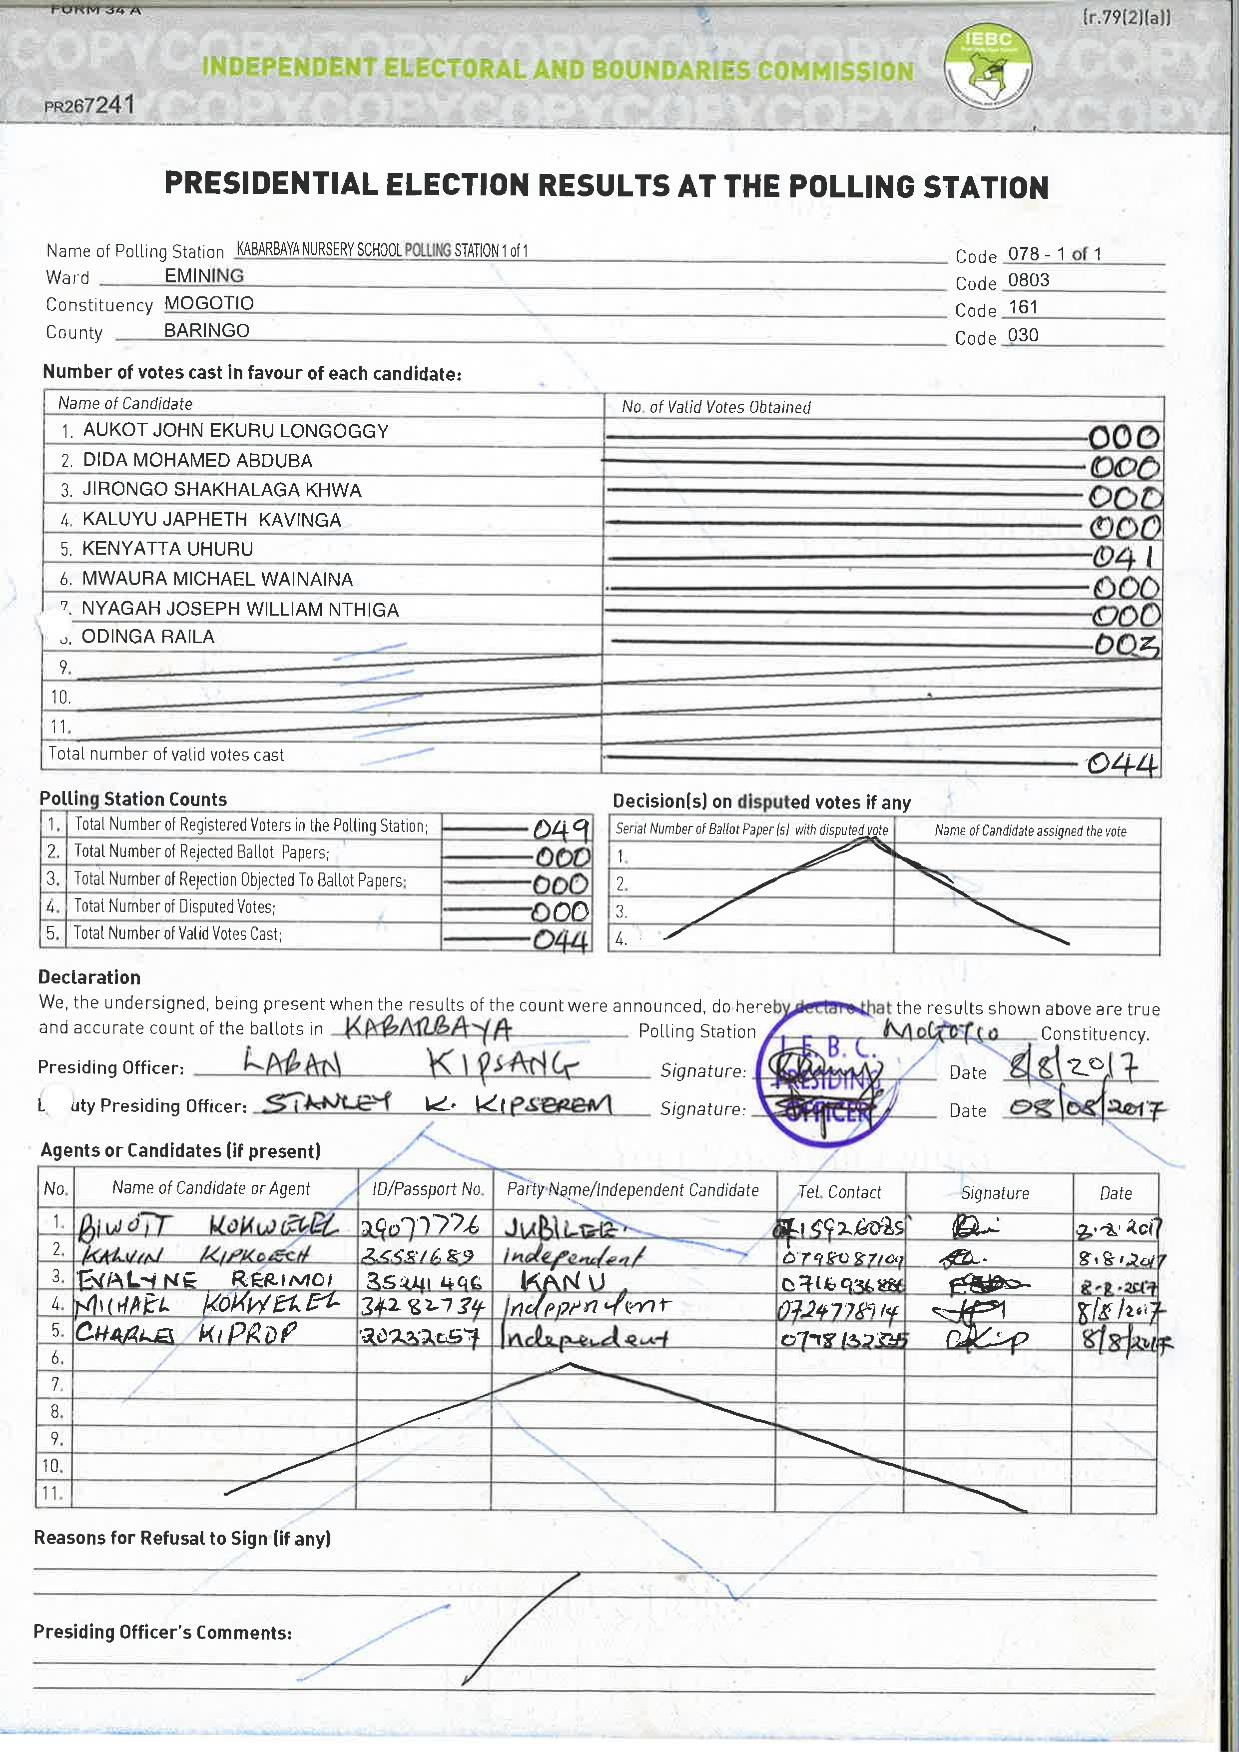 FORM 34 A
(r.79(2)(a))
INDEPENDENT ELECTORAL AND BOUNDARIES COMMISSION
IEBC
PR267241
PRESIDENTIAL ELECTION RESULTS AT THE POLLING STATION
Name of Polling Station KABARBAYA NURSERY SCHOOL POLLING STATION 1 of 1 Code 078 - 1 of 1
Ward EMINING Code 0803
Constituency MOGOTIO Code 161
County BARINGO Code 030
Number of votes cast in favour of each candidate:
Name of Candidate No. of Valid Votes Obtained
1. AUKOT JOHN EKURU LONGOGGY 000
2. DIDA MOHAMED ABDUBA 000
3. JIRONGO SHAKHALAGA KHWA 000
4. KALUYU JAPHETH KAVINGA 000
5. KENYATTA UHURU 041
6. MWAURA MICHAEL WAINAINA 000
7. NYAGAH JOSEPH WILLIAM NTHIGA 000
ODINGA RAILA 003
9.
10.
11.
Total number of valid votes cast 044
Polling Station Counts
1. Total Number of Registered Voters in the Polling Station; 049
2. Total Number of Rejected Ballot Papers; 000
3. Total Number of Rejection Objected To Ballot Papers; 000
4. Total Number of Disputed Votes; 000
5. Total Number of Valid Votes Cast; 044
Decision(s) on disputed votes if any
Serial Number of Ballot Paper (s) with disputed vote Name of Candidate assigned the vote
1.
2.
3.
4.
Declaration
We, the undersigned, being present when the results of the count were announced, do hereby declare that the results shown above are true
and accurate count of the ballots in KABARBAYA Polling Station MOGOTIO Constituency.
Presiding Officer: LABAN KIPSANG Signature: Date 8/8/2017
uty Presiding Officer: STANLEY K. KIPSEREM Signature: Date 08/08/2017
I. E. B. C.
PRESIDING
OFFICER
Agents or Candidates (if present)
No. Name of Candidate or Agent ID/Passport No. Party Name/Independent Candidate Tel. Contact Signature Date
1. BIWOTT KOKWELEL 29077776 JUBILEE 2.8.2017
2. KALVIN KIPKOECH 35581689 independent 0798087109 8.8.2017
3. EVALYNE RERIMOI 35241496 KANU 8-8-2017
4. MICHAEL KOKWELEL 34282734 Independent 0724778914 8/8/2017
5. CHARLES KIPROP 20232057 Independent CKip 8/8/2017
6.
7.
8.
9.
10.
11.
Reasons for Refusal to Sign (if any)
Presiding Officer's Comments: